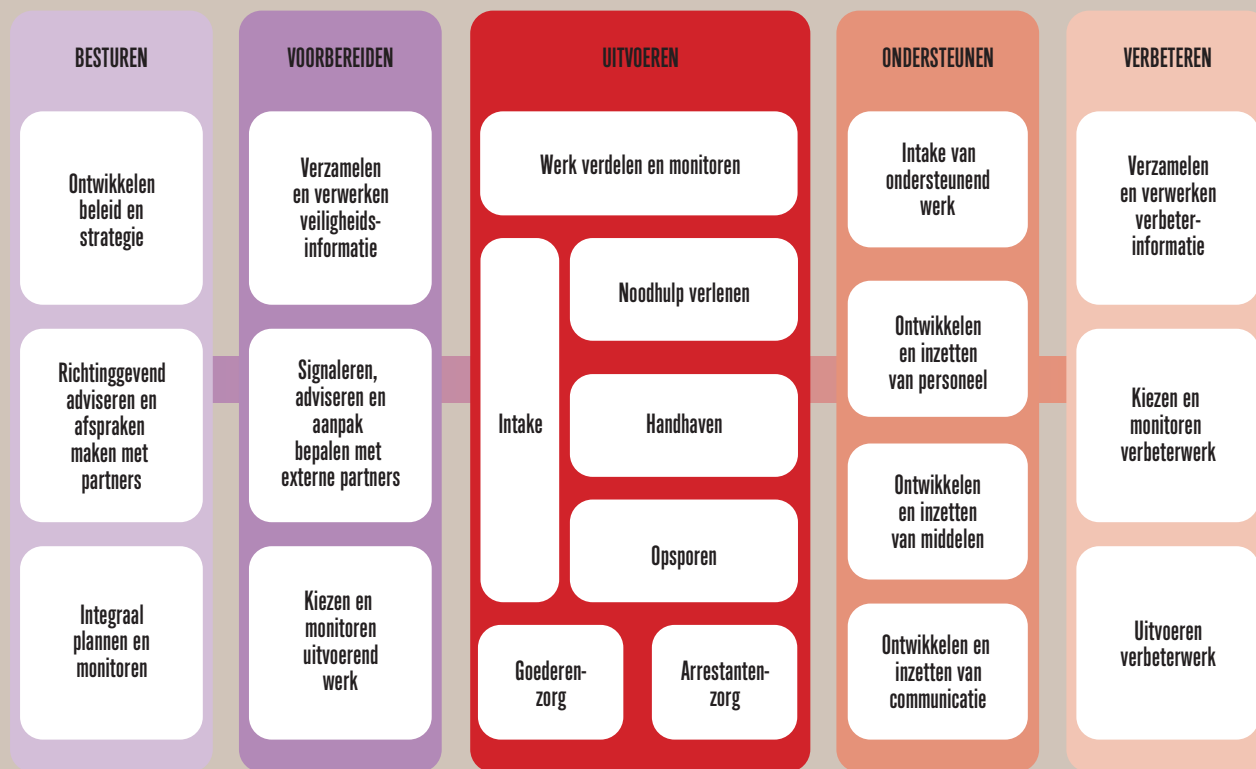 BESTUREN
Ontwikkelen
beleid en
strategie
Richtinggevend
adviseren en
afspraken
maken met
partners
Integraal
plannen en
monitoren
VOORBEREIDEN
Verzamelen
en verwerken
veiligheids-
informatie
Signaleren,
adviseren en
aanpak
bepalen met
externe partners
Kiezen en
monitoren
uitvoerend
werk
UITVOEREN
Werk verdelen en monitoren
Intake
Noodhulp verlenen
Handhaven
Opsporen
Goederen-
zorg
Arrestanten-
zorg
ONDERSTEUNEN
Intake van
ondersteunend
werk
Ontwikkelen
en inzetten
van personeel
Ontwikkelen
en inzetten
van middelen
Ontwikkelen en
inzetten van
communicatie
VERBETEREN
Verzamelen
en verwerken
verbeter-
informatie
Kiezen en
monitoren
verbeterwerk
Uitvoeren
verbeterwerk